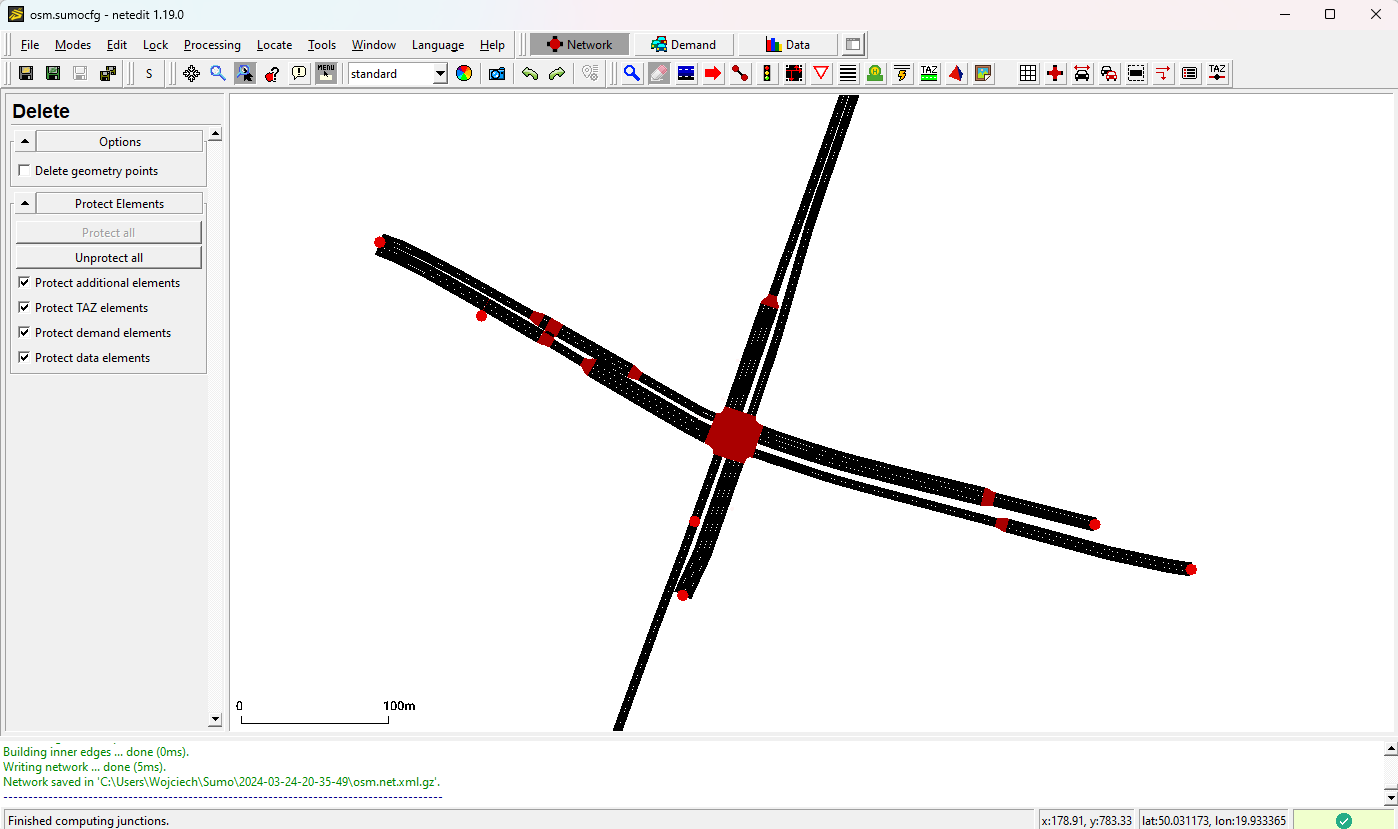 osm.sumocfg - netedit 1.19.0
File Modes Edit Lock Processing Locate Tools Window Language Help Network Demand Data
S MENU standard TAZ TAZ
Delete
Options
Delete geometry points
Protect Elements
Protect all
Unprotect all
Protect additional elements
Protect TAZ elements
Protect demand elements
Protect data elements
0 100m
Building inner edges ... done (0ms).
Writing network ... done (5ms).
Network saved in 'C:\Users\Wojciech\Sumo\2024-03-24-20-35-49\osm.net.xml.gz'.
Finished computing junctions. x:178.91, y:783.33 lat:50.031173, lon:19.933365